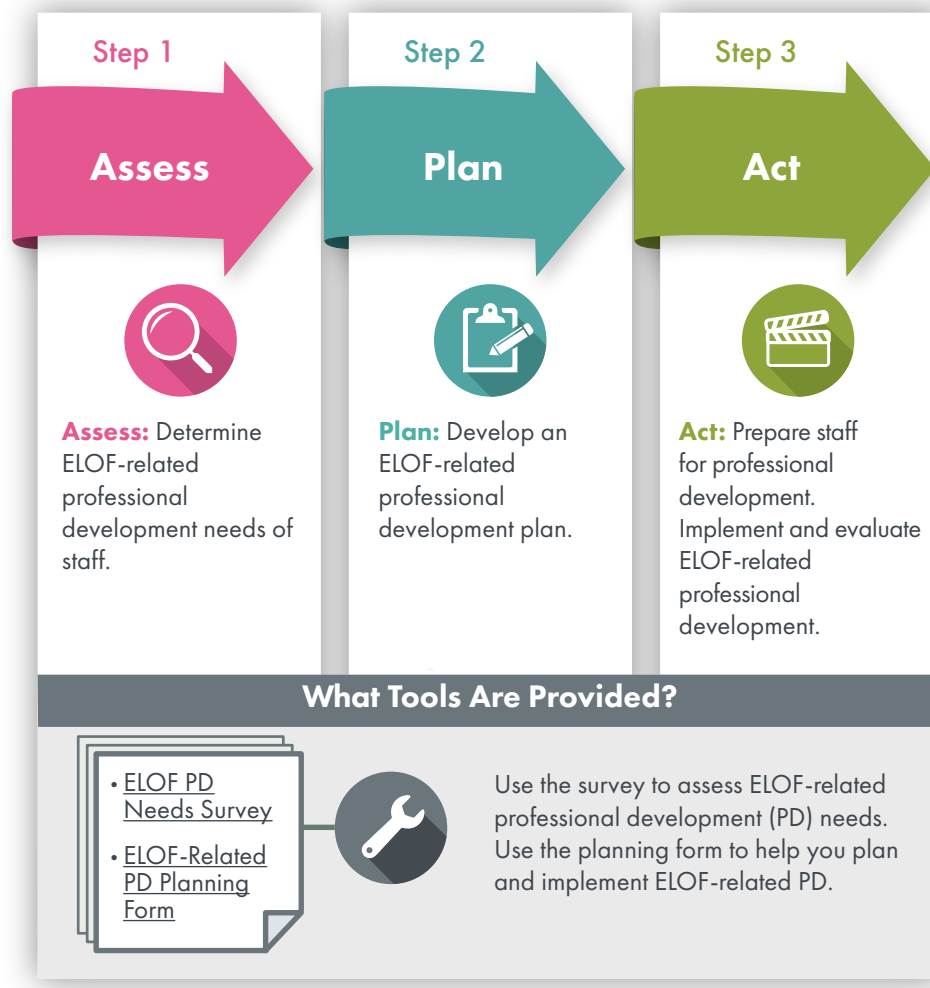 Step 1
Assess
Assess: Determine
ELOF-related
professional
development needs of
staff.
Step 2
Plan
Plan: Develop an
ELOF-related
professional
development plan.
Step 3
Act
Act: Prepare staff
for professional
development.
Implement and evaluate
ELOF-related
professional
development.
What Tools Are Provided?
• ELOF PD
Needs Survey
• ELOF-Related
PD Planning
Form
Use the survey to assess ELOF-related
professional development (PD) needs.
Use the planning form to help you plan
and implement ELOF-related PD.